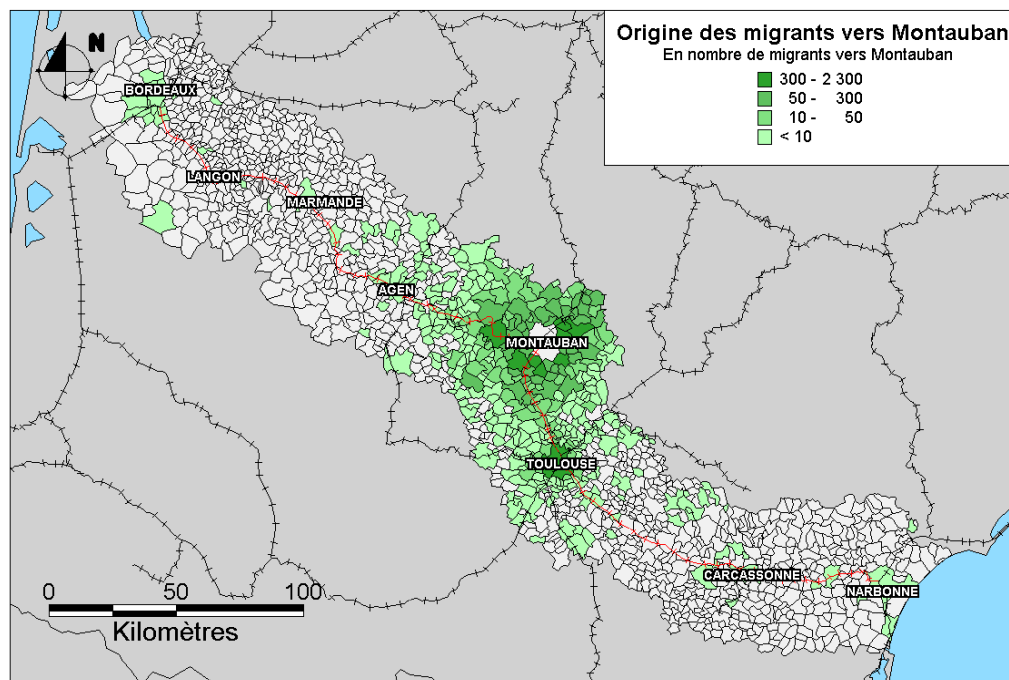 Origine des migrants vers Montauban
En nombre de migrants vers Montauban
300 - 2 300
50 - 300
10 - 50
< 10
N
BORDEAUX
LANGON
MARMANDE
AGEN
MONTAUBAN
TOULOUSE
CARCASSONNE
NARBONNE
0 50 100
Kilomètres